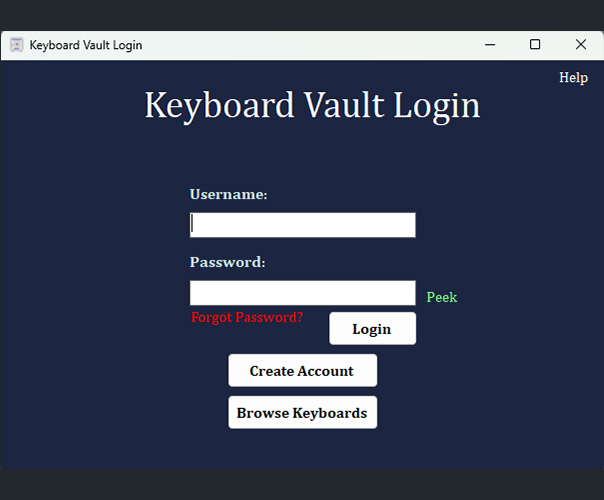 Keyboard Vault Login
Help
Keyboard Vault Login
Username:
Password:
Peek
Forgot Password?
Login
Create Account
Browse Keyboards